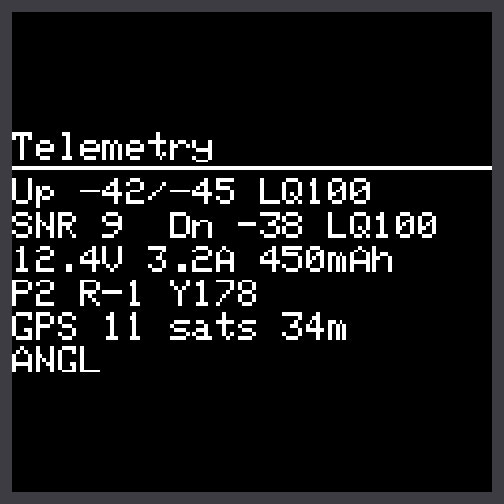 Telemetry
Up -42/-45 LQ100
SNR 9  Dn -38 LQ100
12.4V 3.2A 450mAh
P2 R-1 Y178
GPS 11 sats 34m
ANGL